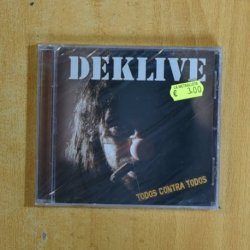 DEKLIVE
€ 3.00
TODOS CONTRA TODOS